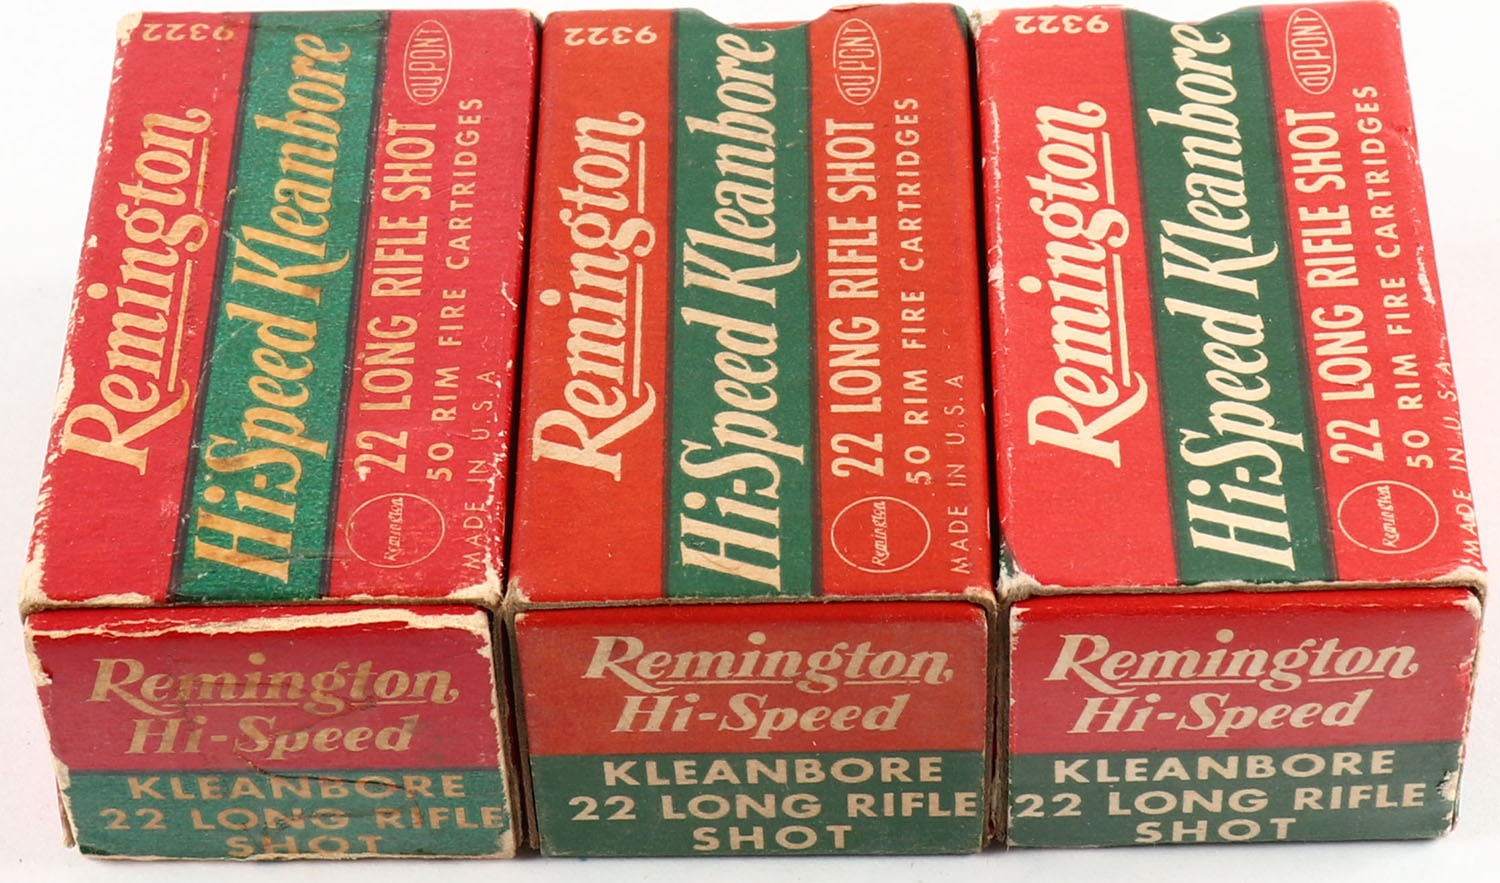 9322
Remington
Hi-Speed Kleanbore
DU PONT
22 LONG RIFLE SHOT
50 RIM FIRE CARTRIDGES
Remington
MADE IN U.S.A
Remington
Hi-Speed
KLEANBORE
22 LONG RIFLE
SHOT
9322
Remington
Hi-Speed Kleanbore
DU PONT
22 LONG RIFLE SHOT
50 RIM FIRE CARTRIDGES
Remington
MADE IN U.S.A
Remington
Hi-Speed
KLEANBORE
22 LONG RIFLE
SHOT
9322
Remington
Hi-Speed Kleanbore
DU PONT
22 LONG RIFLE SHOT
50 RIM FIRE CARTRIDGES
Remington
MADE IN U.S.A
Remington
Hi-Speed
KLEANBORE
22 LONG RIFLE
SHOT